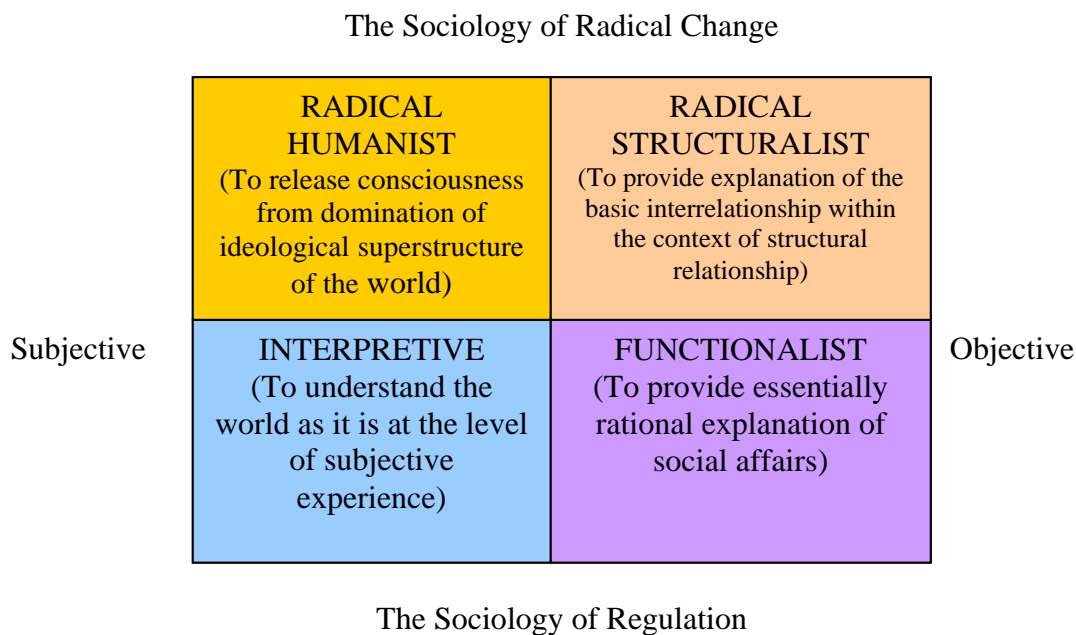 The Sociology of Radical Change
RADICAL
HUMANIST
(To release consciousness
from domination of
ideological superstructure
of the world)
RADICAL
STRUCTURALIST
(To provide explanation of the
basic interrelationship within
the context of structural
relationship)
Subjective
INTERPRETIVE
(To understand the
world as it is at the level
of subjective
experience)
FUNCTIONALIST
(To provide essentially
rational explanation of
social affairs)
Objective
The Sociology of Regulation